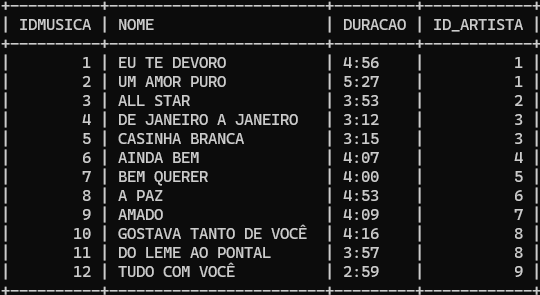 +----------+------------------------+---------+------------+
| IDMUSICA | NOME                   | DURACAO | ID_ARTISTA |
+----------+------------------------+---------+------------+
|        1 | EU TE DEVORO           | 4:56    |          1 |
|        2 | UM AMOR PURO           | 5:27    |          1 |
|        3 | ALL STAR               | 3:53    |          2 |
|        4 | DE JANEIRO A JANEIRO   | 3:12    |          3 |
|        5 | CASINHA BRANCA         | 3:15    |          3 |
|        6 | AINDA BEM              | 4:07    |          4 |
|        7 | BEM QUERER             | 4:00    |          5 |
|        8 | A PAZ                  | 4:53    |          6 |
|        9 | AMADO                  | 4:09    |          7 |
|       10 | GOSTAVA TANTO DE VOCÊ  | 4:16    |          8 |
|       11 | DO LEME AO PONTAL      | 3:57    |          8 |
|       12 | TUDO COM VOCÊ          | 2:59    |          9 |
+----------+------------------------+---------+------------+